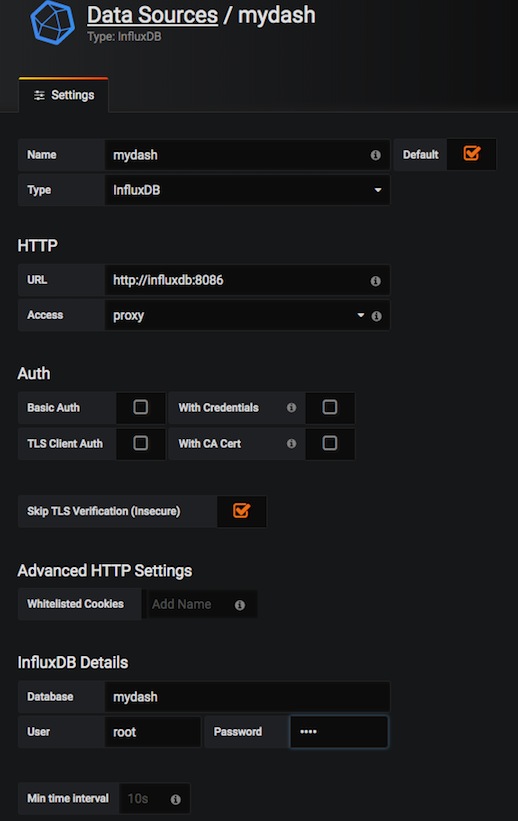 Data Sources / mydash
Type: InfluxDB
Settings
Name mydash Default
Type InfluxDB
HTTP
URL http://influxdb:8086
Access proxy
Auth
Basic Auth With Credentials
TLS Client Auth With CA Cert
Skip TLS Verification (Insecure)
Advanced HTTP Settings
Whitelisted Cookies Add Name
InfluxDB Details
Database mydash
User root Password ••••
Min time interval 10s